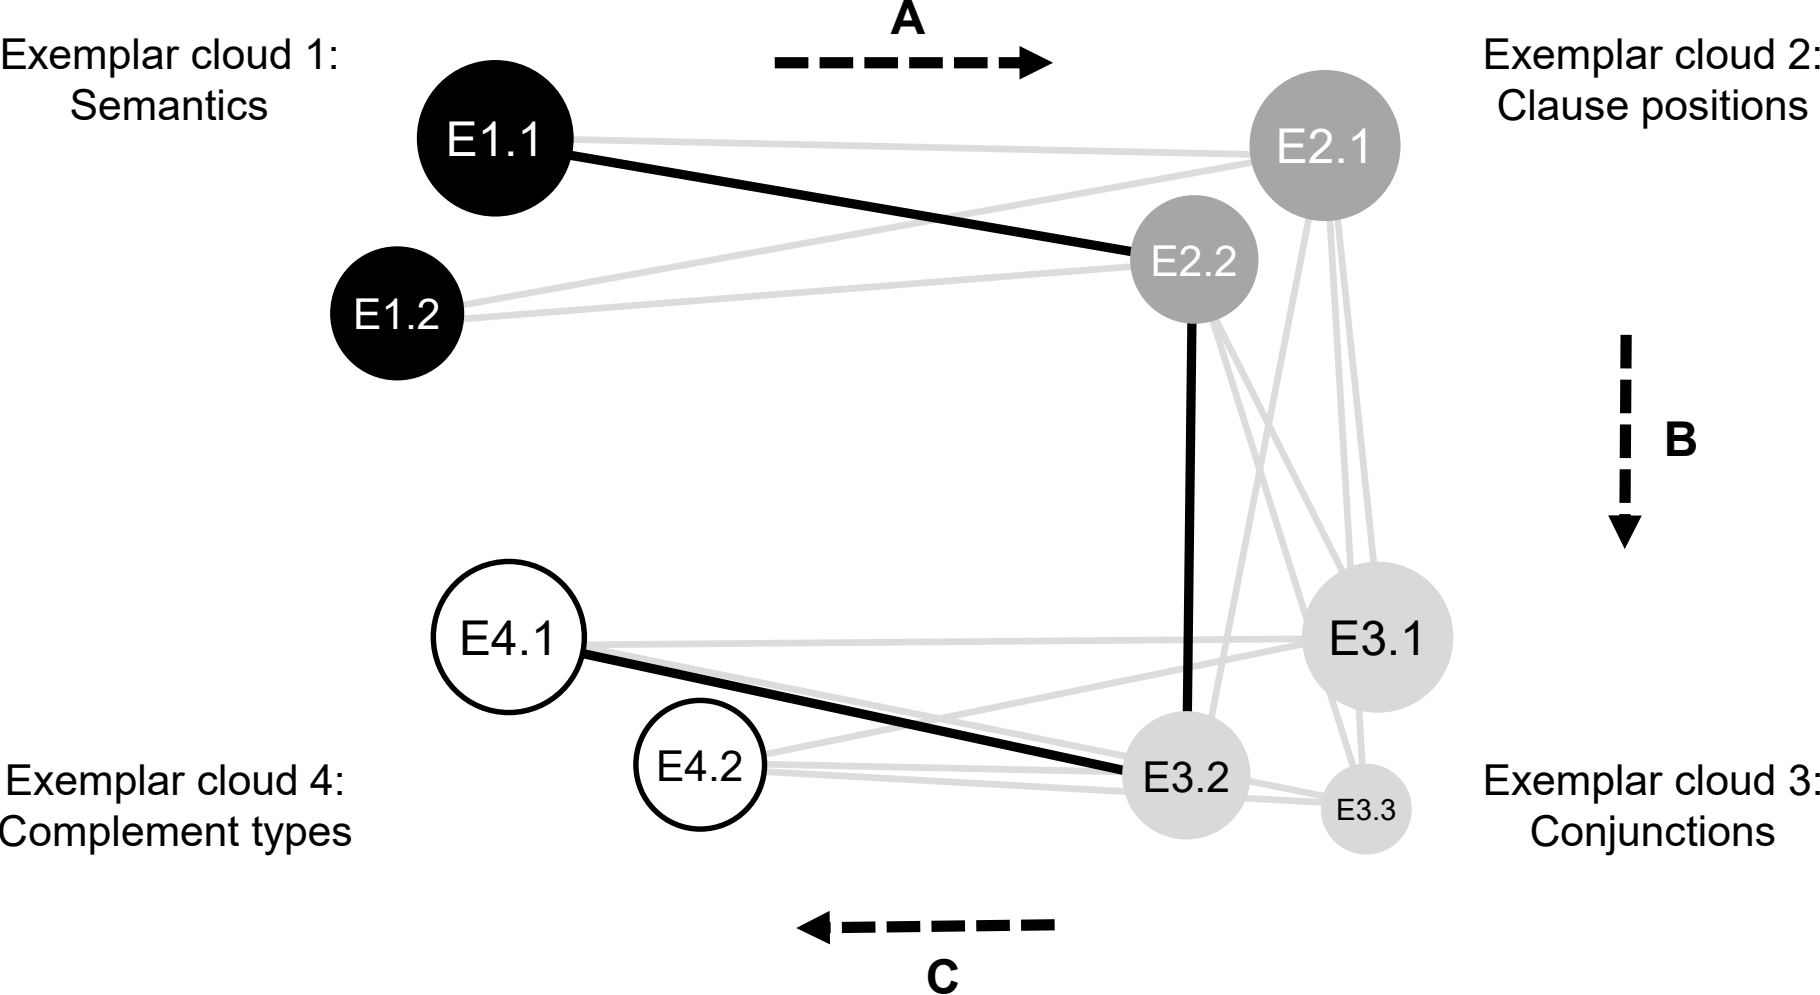 A
Exemplar cloud 1:
Semantics
Exemplar cloud 2:
Clause positions
E1.1
E2.1
E2.2
E1.2
B
E4.1
E3.1
E4.2
E3.2
E3.3
Exemplar cloud 4:
Complement types
Exemplar cloud 3:
Conjunctions
C